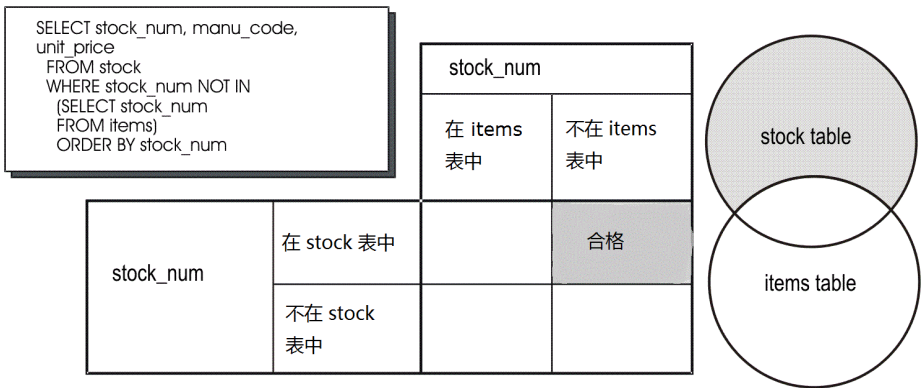 SELECT stock_num, manu_code,
unit_price
FROM stock
WHERE stock_num NOT IN
(SELECT stock_num
FROM items)
ORDER BY stock_num
stock_num
在 items
表中
不在 items
表中
stock_num
在 stock 表中
合格
不在 stock
表中
stock table
items table